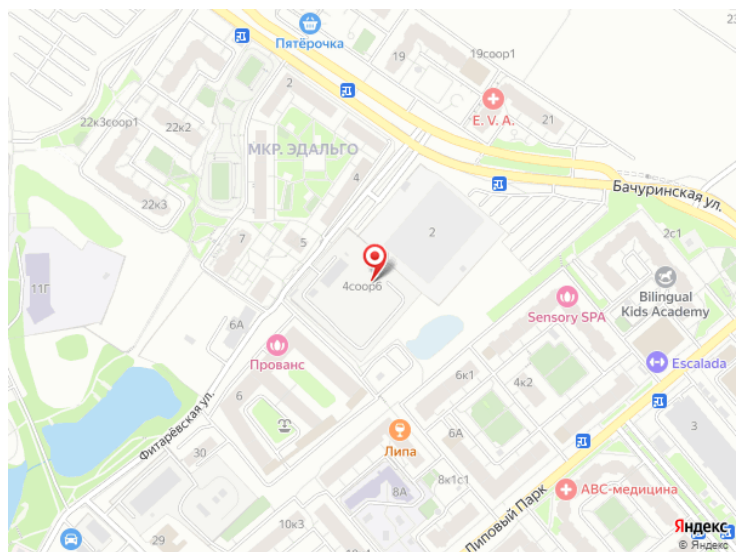 23
Пятёрочка
19
19соор1
22к3соор1
2
22к2
E. V. A.
21
МКР. ЭДАЛЬГО
4
Бачуринская ул.
22к3
2
2с1
7
5
11Г
4соор6
Bilingual
Kids Academy
Sensory SPA
6А
Прованс
Escalada
6к1
4к2
6
Фитарёвская ул.
6А
3
30
Липа
8к1с1
АВС-медицина
8А
Липовый Парк
10к3
29
Яндекс
© Яндекс